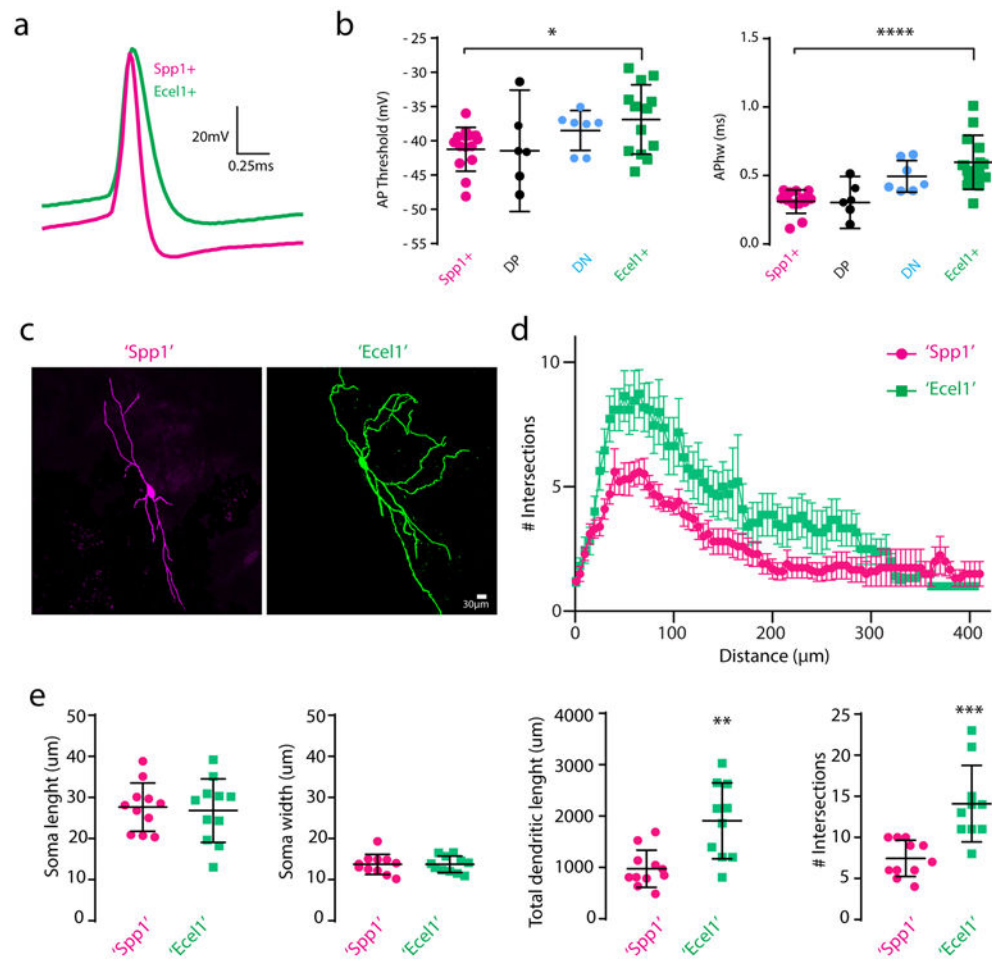 a
Spp1+
Ecel1+
20mV
0.25ms
b
*
AP Threshold (mV)
- 25
- 30
-35
-40
-45
- 50
- 55
Spp1+
DP
DN
Ecel1+
****
APhw (ms)
1.5
1.0
0.5
0.0
Spp1+
DP
DN
Ecel1+
c
'Spp1'
'Ecel1'
30µm
d
'Spp1'
'Ecel1'
# Intersections
10
5
0
0
100
200
300
400
Distance (µm)
e
Soma lenght (um)
50
40
30
20
10
0
'Spp1'
'Ecel1'
Soma width (um)
50
40
30
20
10
0
'Spp1'
'Ecel1'
**
Total dendritic lenght (um)
4000
3000
2000
1000
0
'Spp1'
'Ecel1'
***
# Intersections
25
20
15
10
5
0
'Spp1'
'Ecel1'